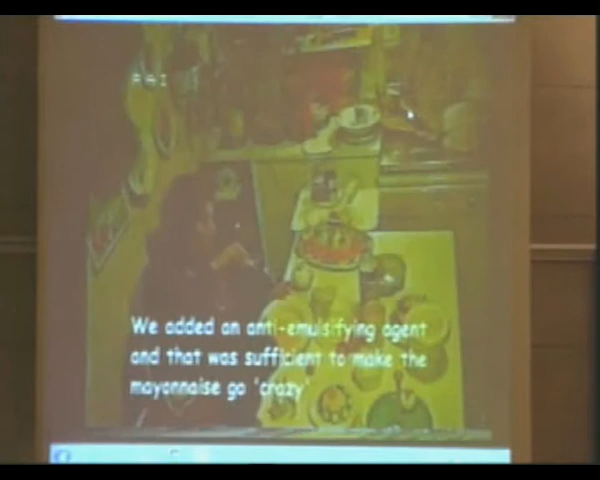 We added an anti-emulsifying agent
and that was sufficient to make the
mayonnaise go 'crazy'